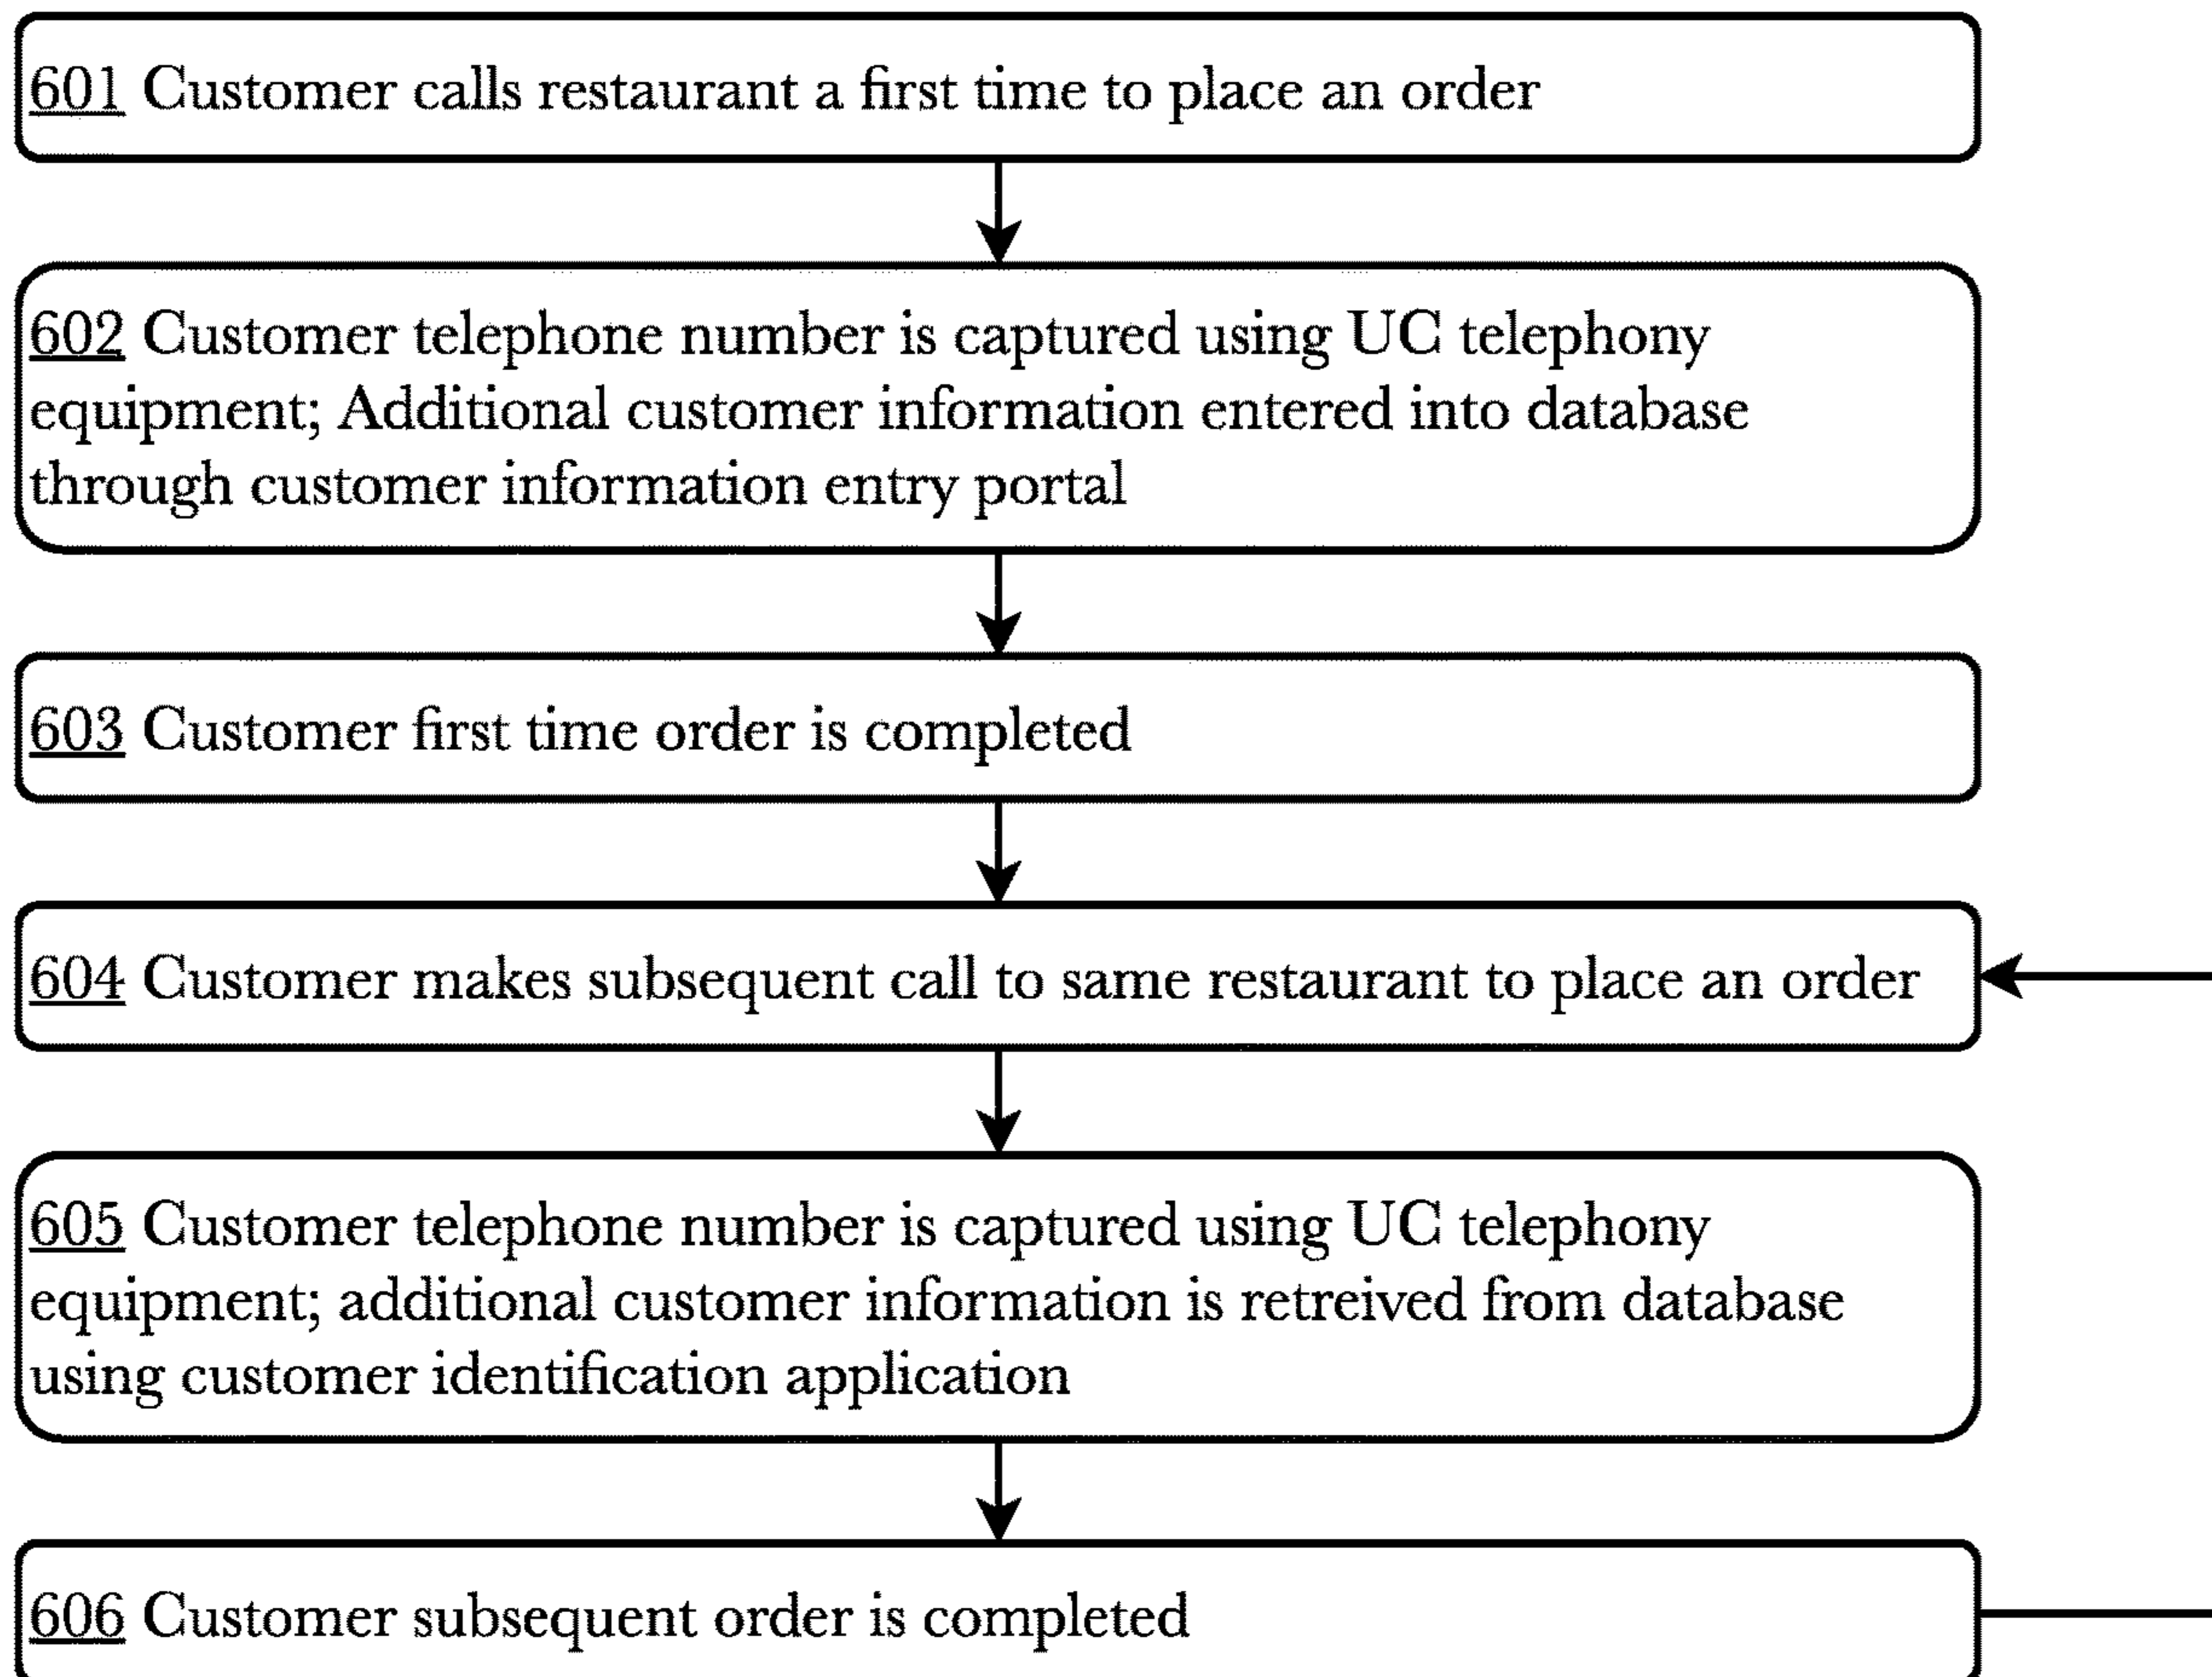 601 Customer calls restaurant a first time to place an order
602 Customer telephone number is captured using UC telephony
equipment; Additional customer information entered into database
through customer information entry portal
603 Customer first time order is completed
604 Customer makes subsequent call to same restaurant to place an order
605 Customer telephone number is captured using UC telephony
equipment; additional customer information is retreived from database
using customer identification application
606 Customer subsequent order is completed